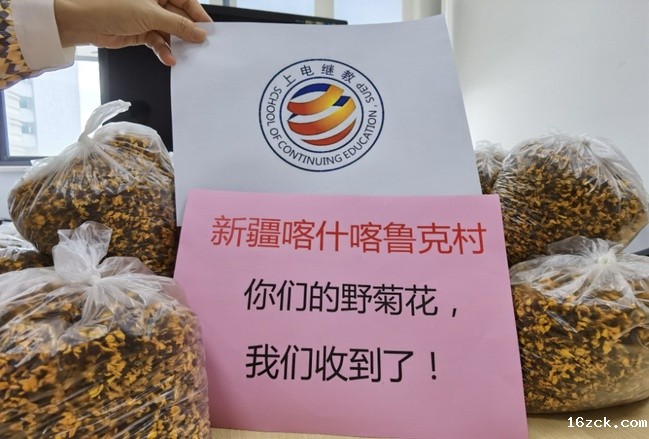 上电继教
SCHOOL OF CONTINUING EDUCATION, SUEP
新疆喀什喀鲁克村
你们的野菊花，
我们收到了！
16zck.com